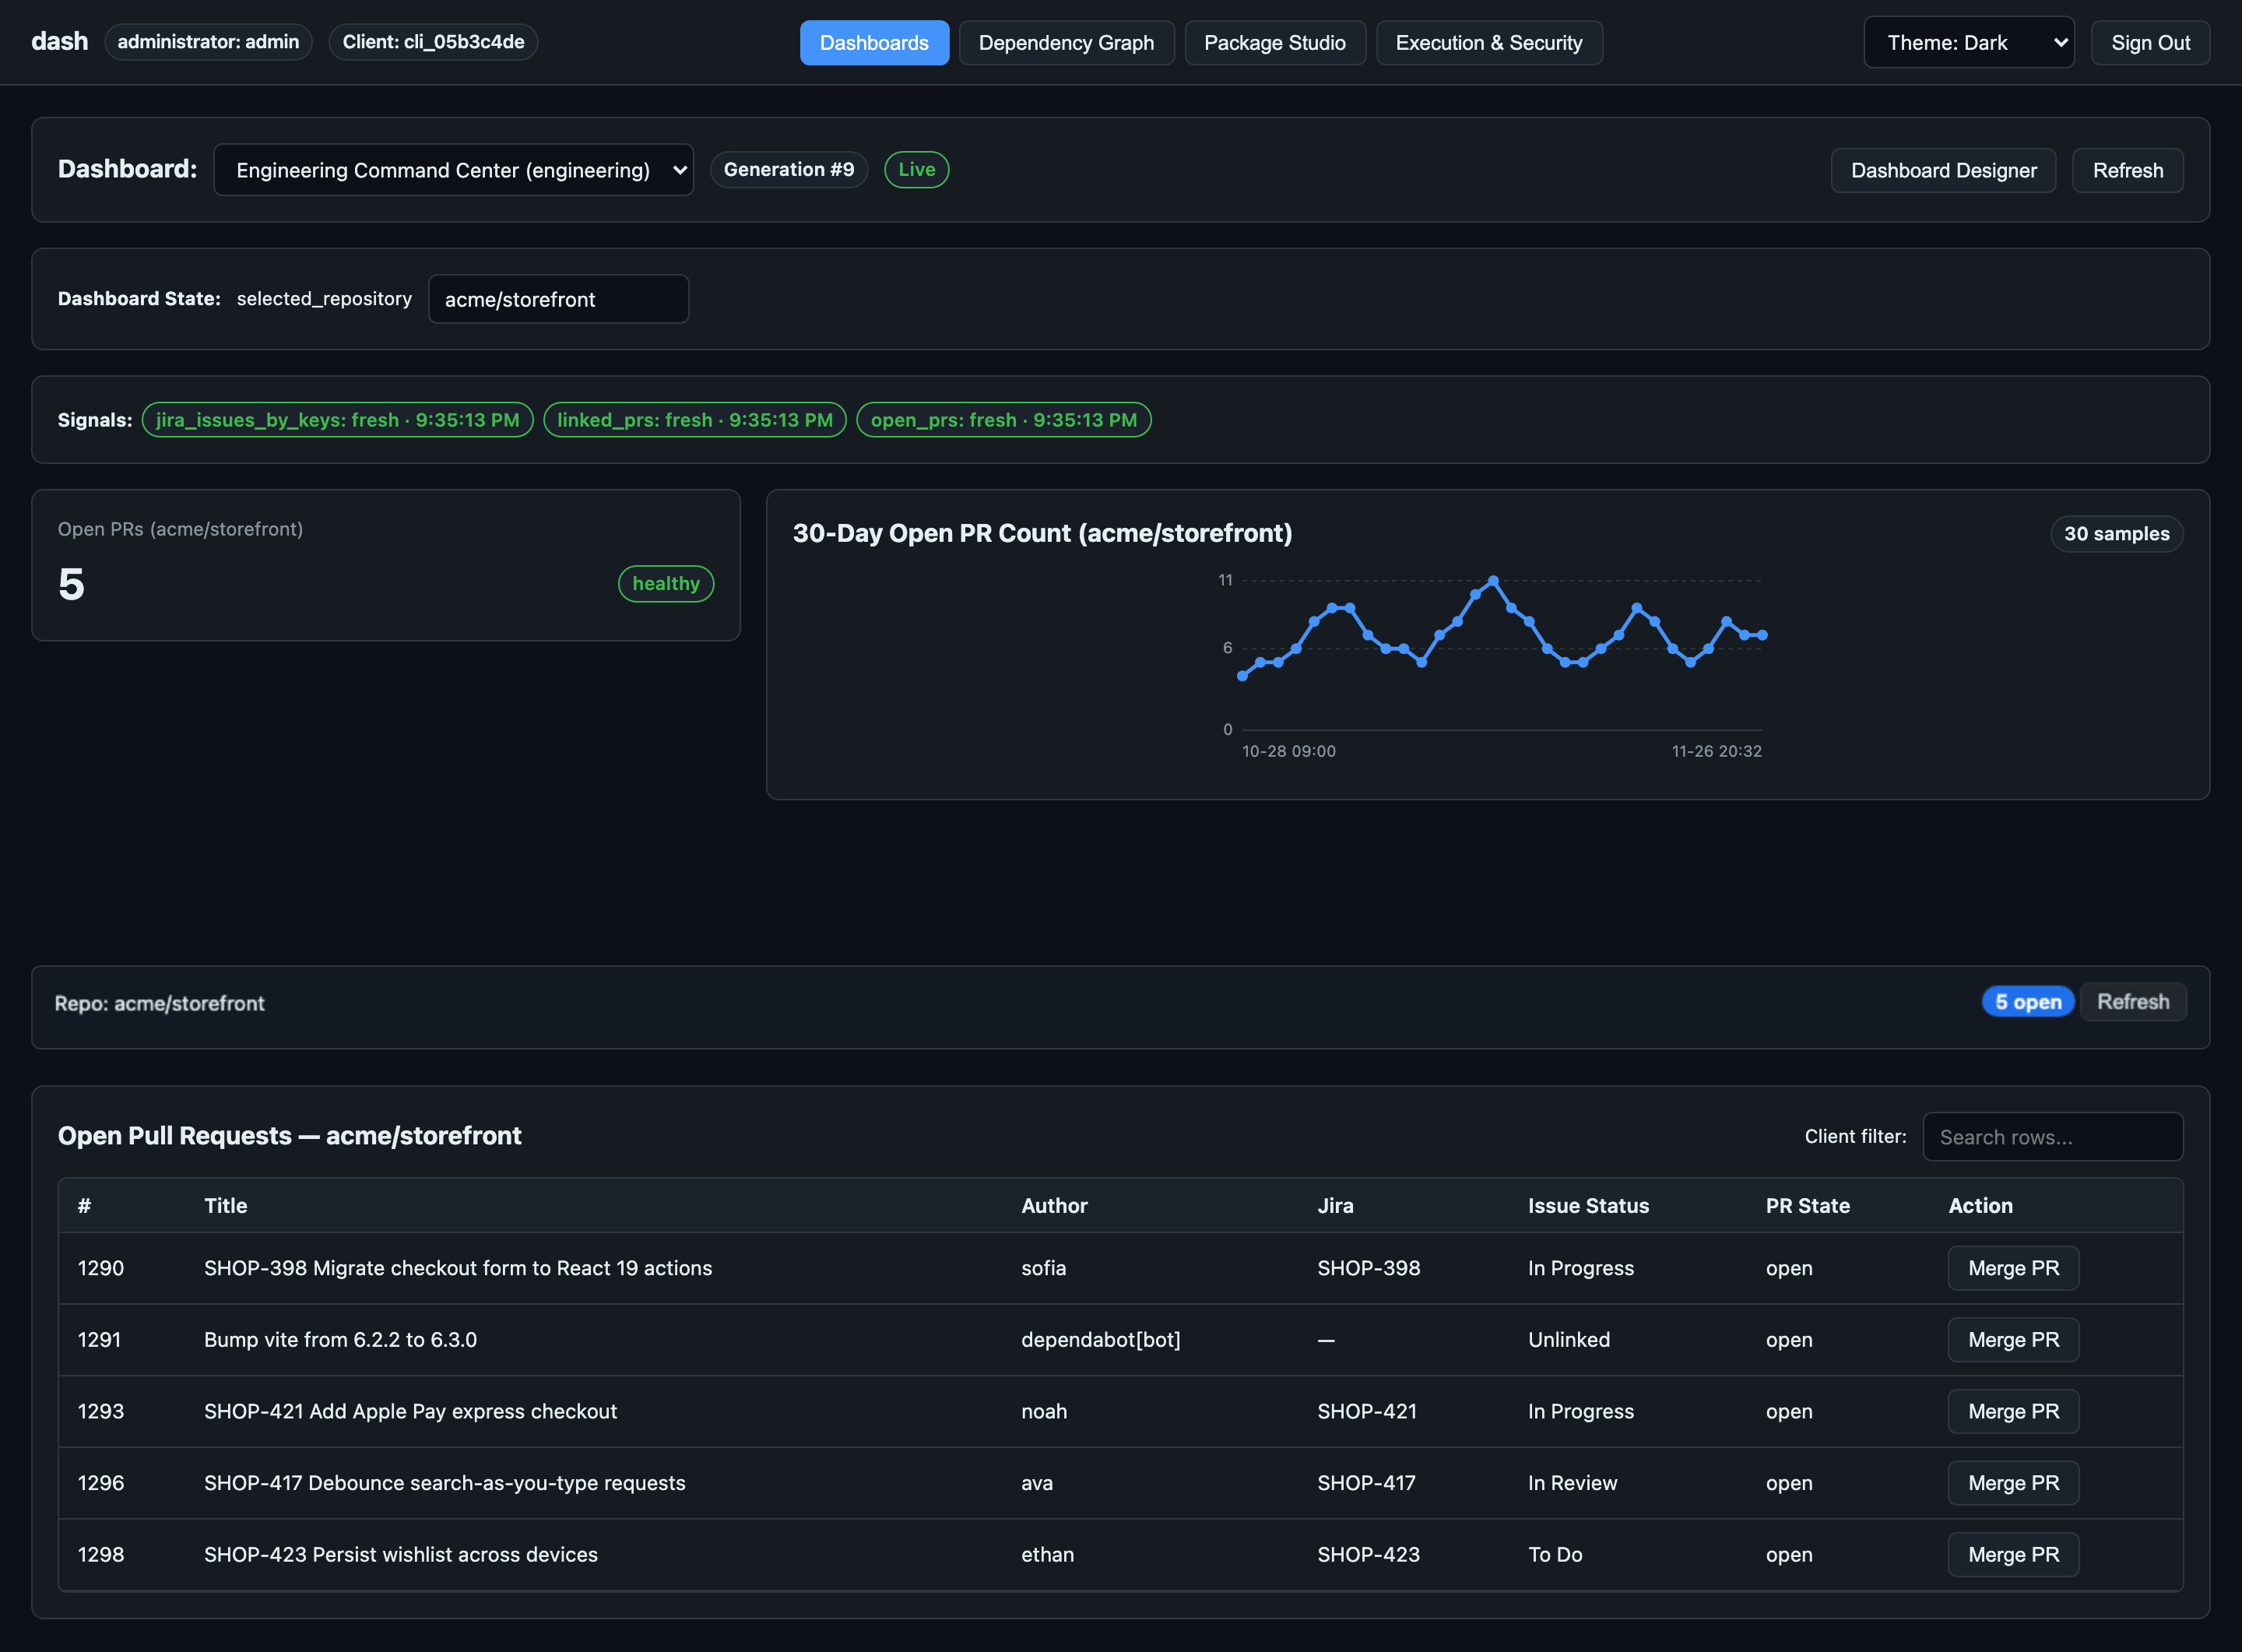 dash administrator: admin Client: cli_05b3c4de Dashboards Dependency Graph Package Studio Execution & Security Theme: Dark Sign Out
Dashboard: Engineering Command Center (engineering) Generation #9 Live Dashboard Designer Refresh
Dashboard State: selected_repository acme/storefront
Signals: jira_issues_by_keys: fresh · 9:35:13 PM linked_prs: fresh · 9:35:13 PM open_prs: fresh · 9:35:13 PM
Open PRs (acme/storefront)
5 healthy
30-Day Open PR Count (acme/storefront) 30 samples
11
6
0
10-28 09:00 11-26 20:32
Repo: acme/storefront 5 open Refresh
Open Pull Requests — acme/storefront Client filter: Search rows...
# Title Author Jira Issue Status PR State Action
1290 SHOP-398 Migrate checkout form to React 19 actions sofia SHOP-398 In Progress open Merge PR
1291 Bump vite from 6.2.2 to 6.3.0 dependabot[bot] — Unlinked open Merge PR
1293 SHOP-421 Add Apple Pay express checkout noah SHOP-421 In Progress open Merge PR
1296 SHOP-417 Debounce search-as-you-type requests ava SHOP-417 In Review open Merge PR
1298 SHOP-423 Persist wishlist across devices ethan SHOP-423 To Do open Merge PR